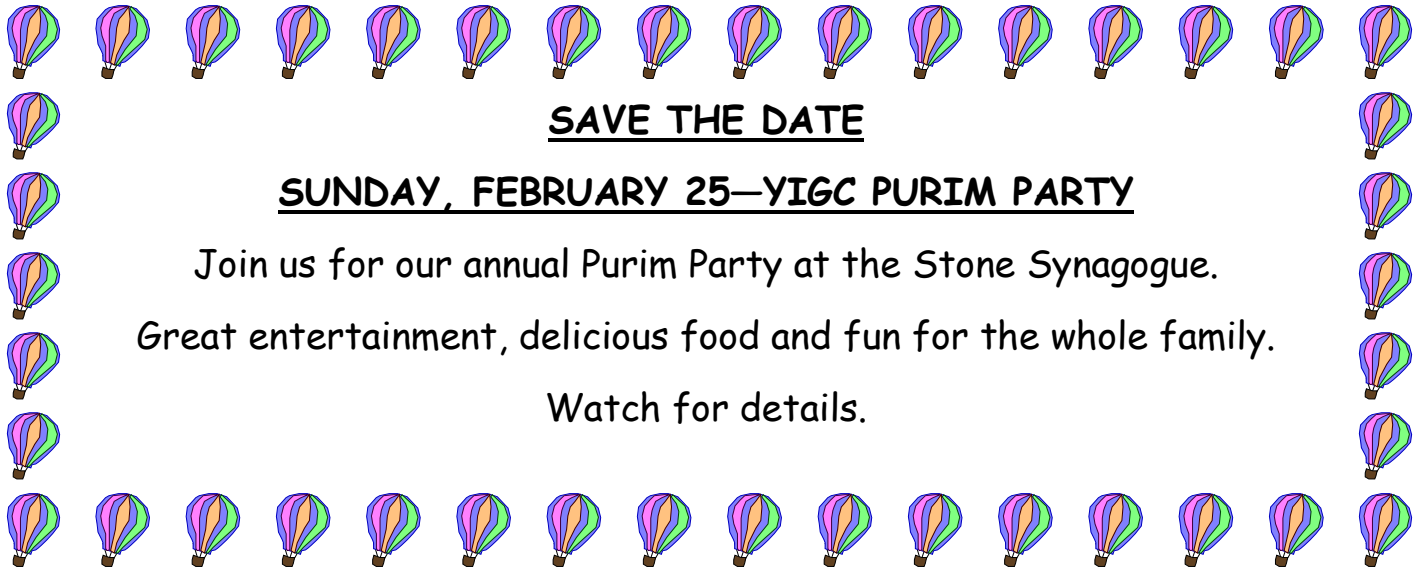 SAVE THE DATE
SUNDAY, FEBRUARY 25—YIGC PURIM PARTY
Join us for our annual Purim Party at the Stone Synagogue.
Great entertainment, delicious food and fun for the whole family.
Watch for details.